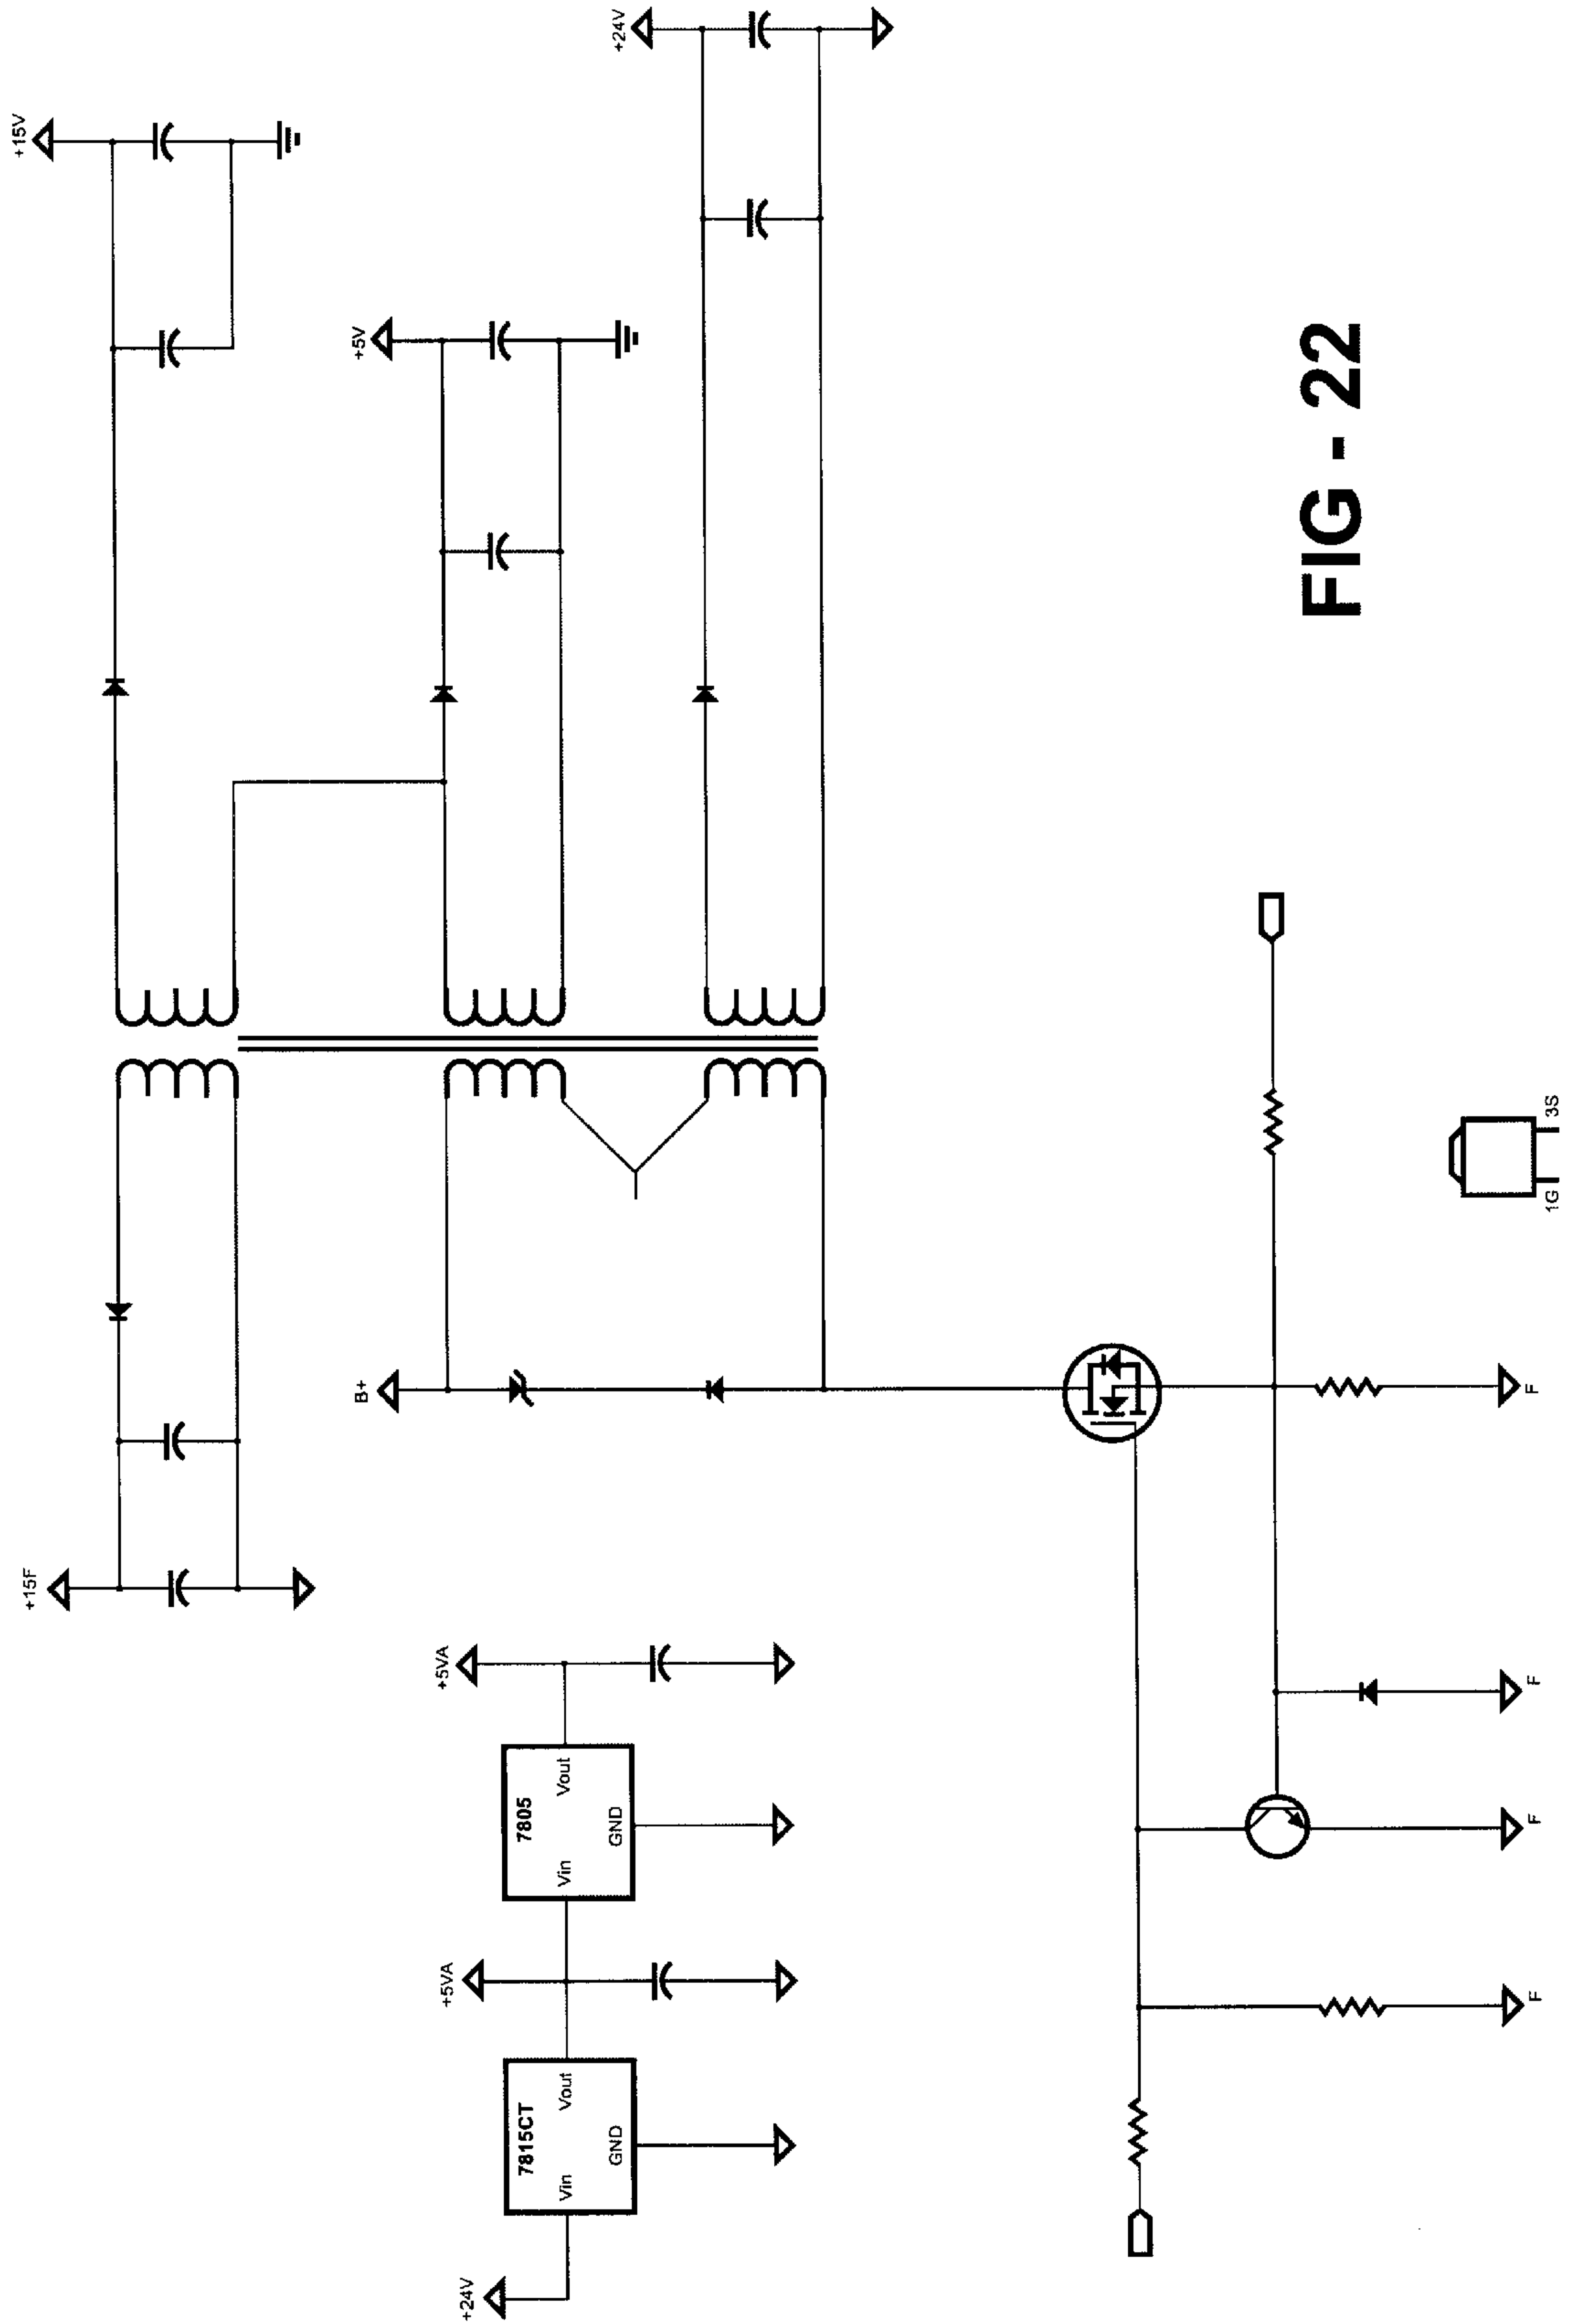 +24V
7815CT
Vin
Vout
GND
+5VA
7805
Vin
Vout
GND
+5VA
+15F
B+
+15V
+5V
+24V
F
F
F
F
1G
3S
FIG - 22